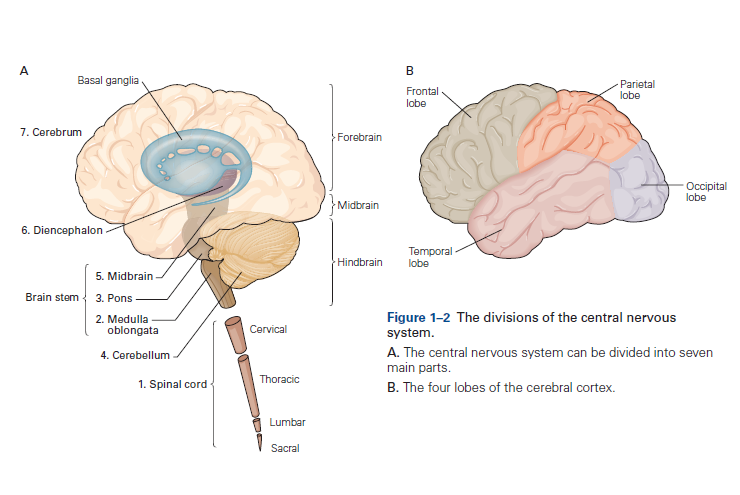 A
Basal ganglia
7. Cerebrum
Forebrain
Midbrain
6. Diencephalon
Hindbrain
5. Midbrain
Brain stem
3. Pons
2. Medulla
oblongata
4. Cerebellum
Cervical
1. Spinal cord
Thoracic
Lumbar
Sacral
B
Frontal
lobe
Parietal
lobe
Occipital
lobe
Temporal
lobe
Figure 1–2 The divisions of the central nervous
system.
A. The central nervous system can be divided into seven
main parts.
B. The four lobes of the cerebral cortex.